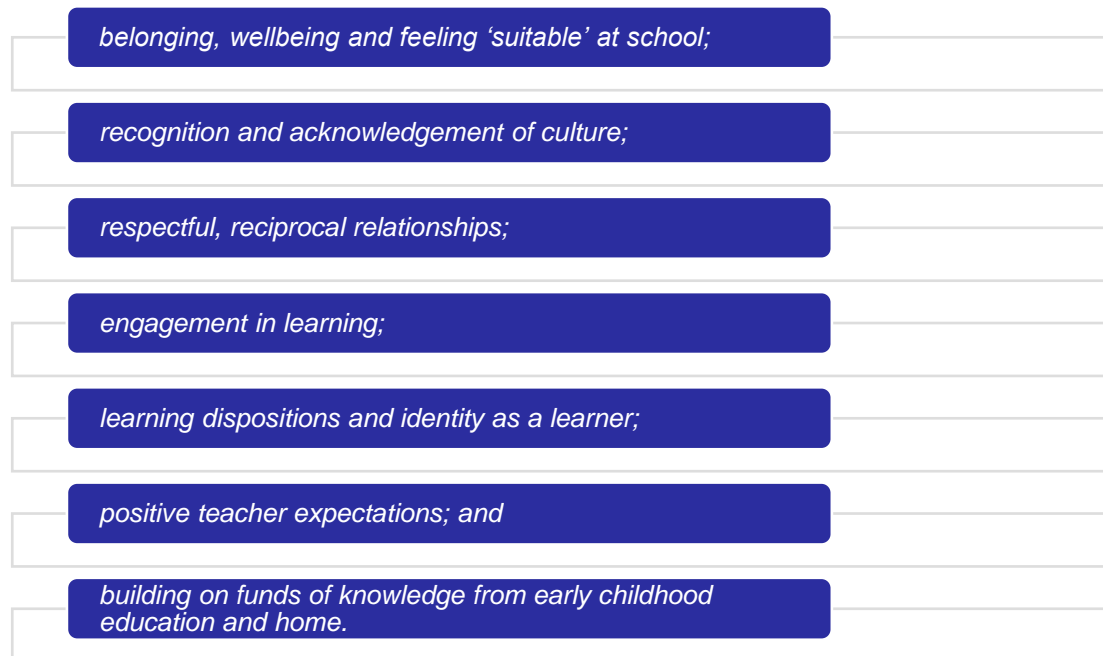 belonging, wellbeing and feeling ‘suitable’ at school;
recognition and acknowledgement of culture;
respectful, reciprocal relationships;
engagement in learning;
learning dispositions and identity as a learner;
positive teacher expectations; and
building on funds of knowledge from early childhood
education and home.